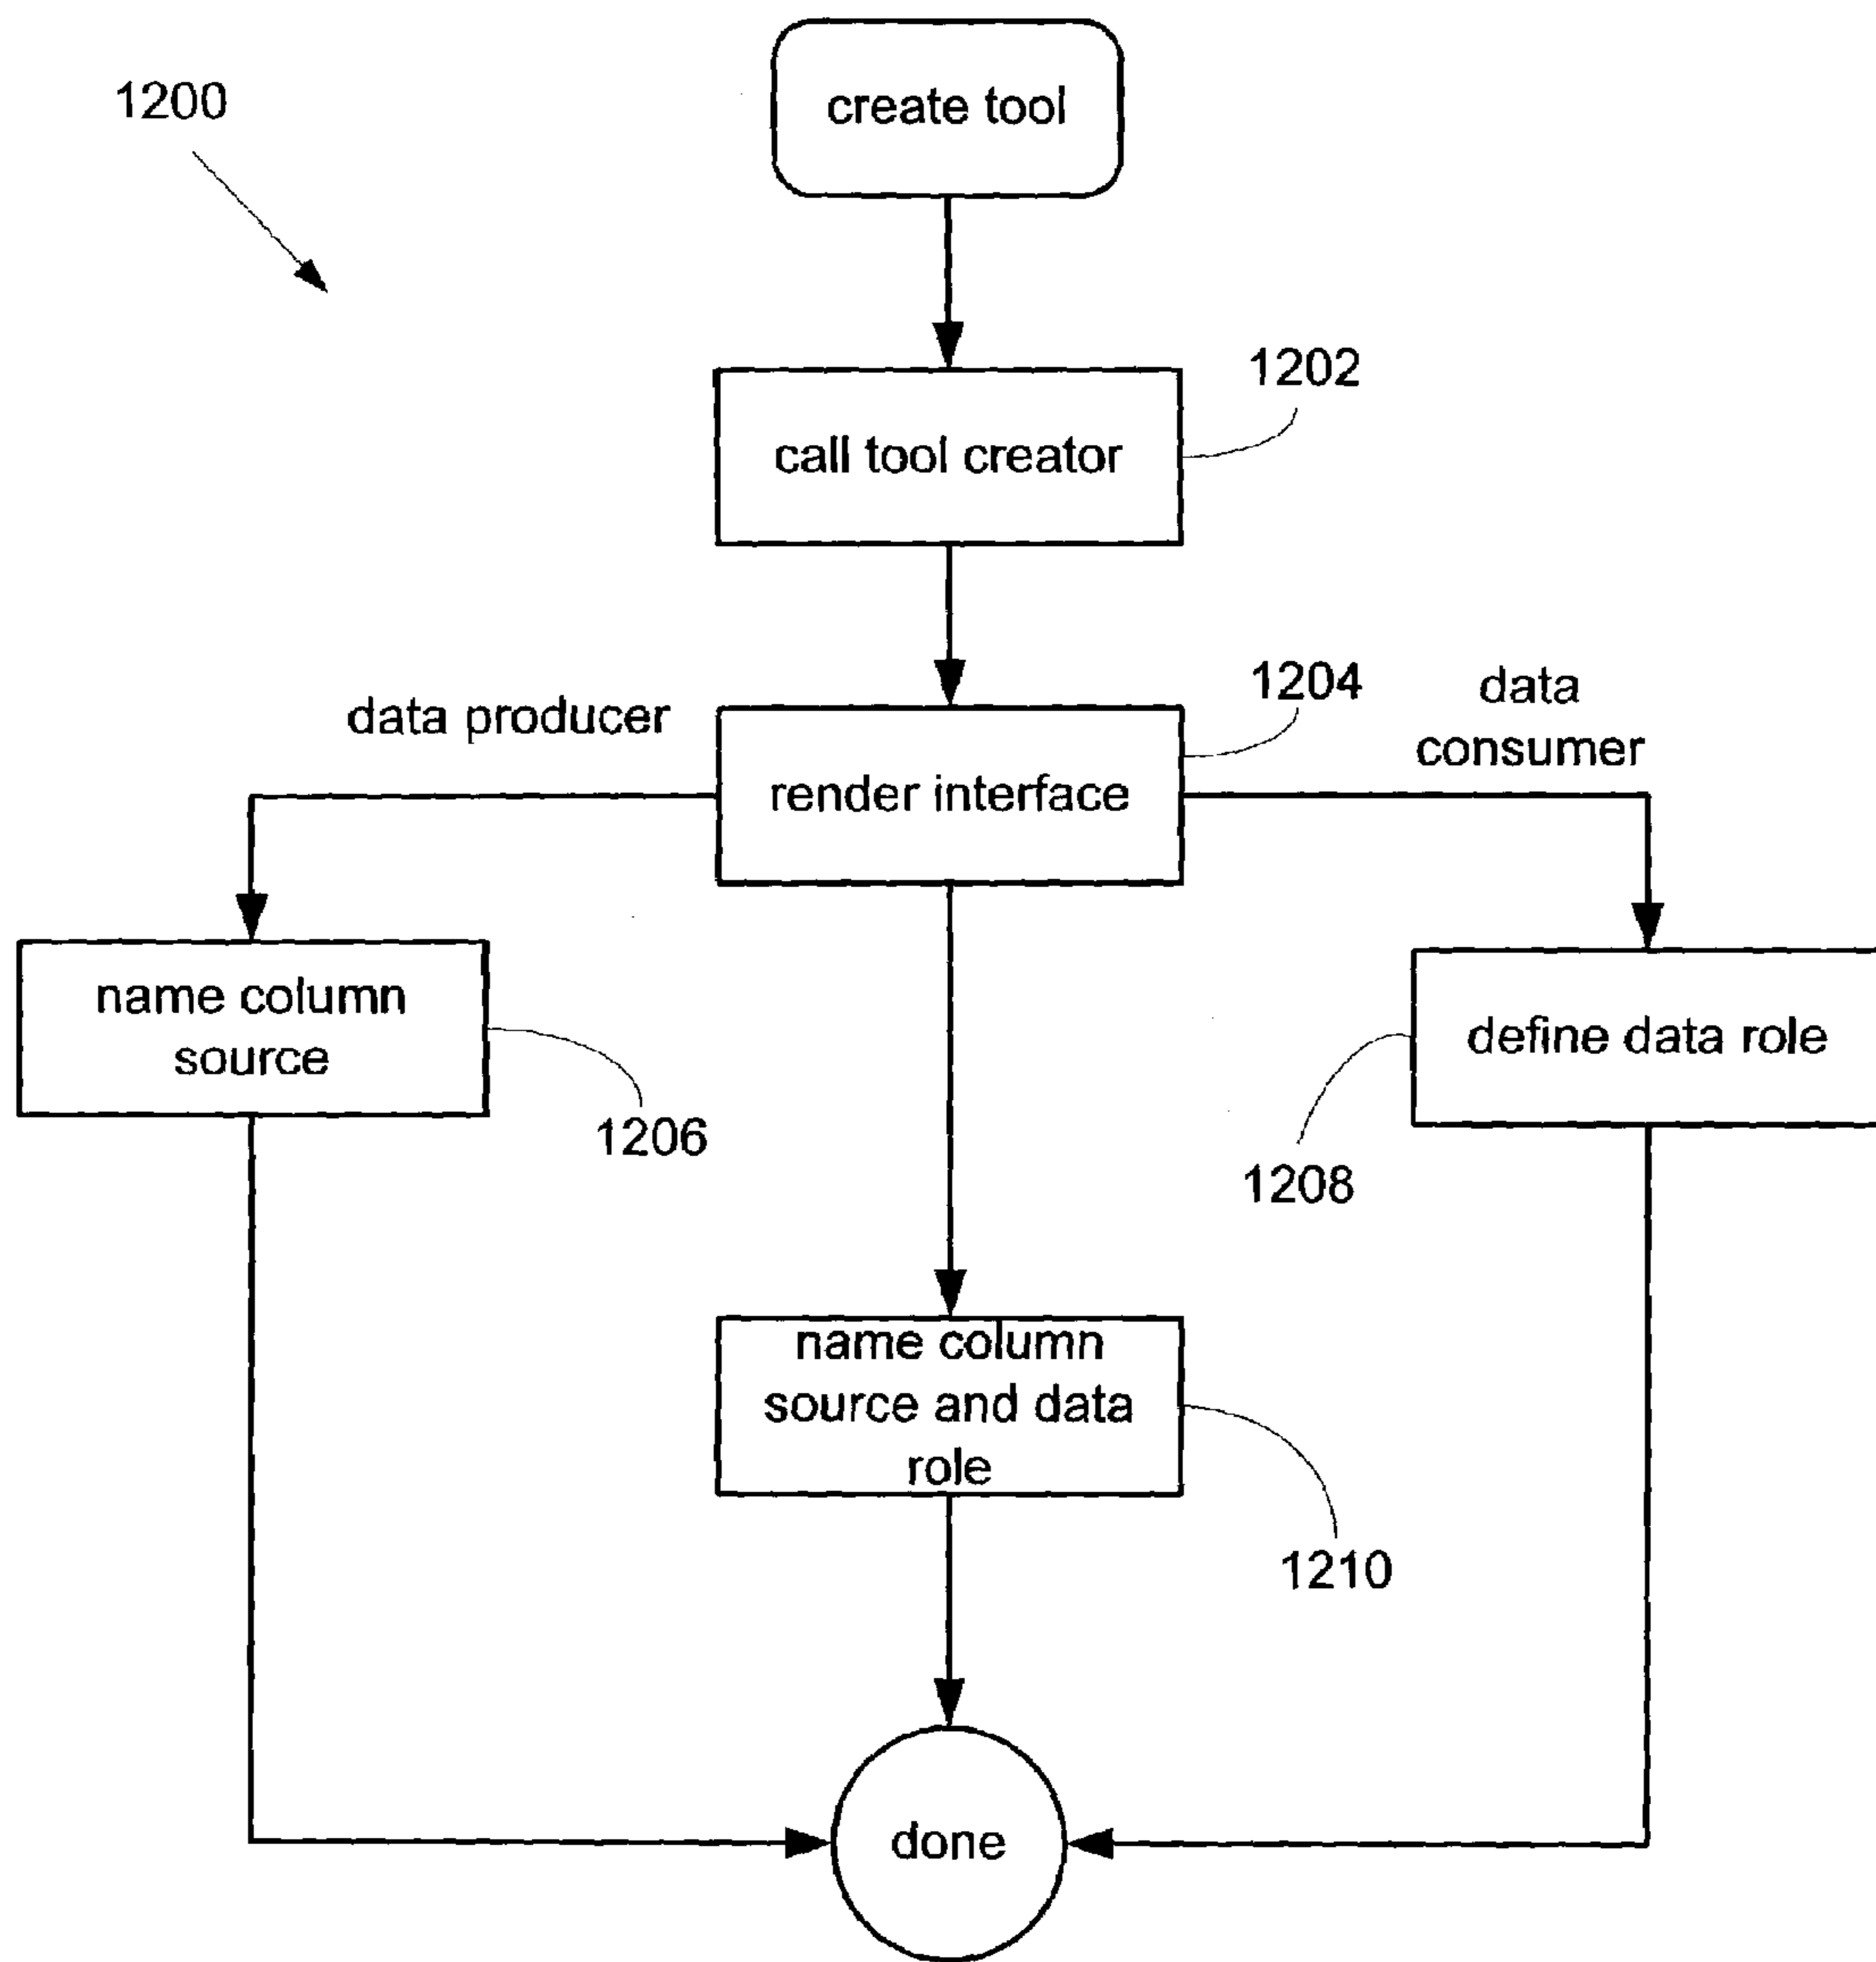 1200
create tool
1202
call tool creator
1204
data
consumer
data producer
render interface
name column
source
define data role
1206
1208
name column
source and data
role
1210
done